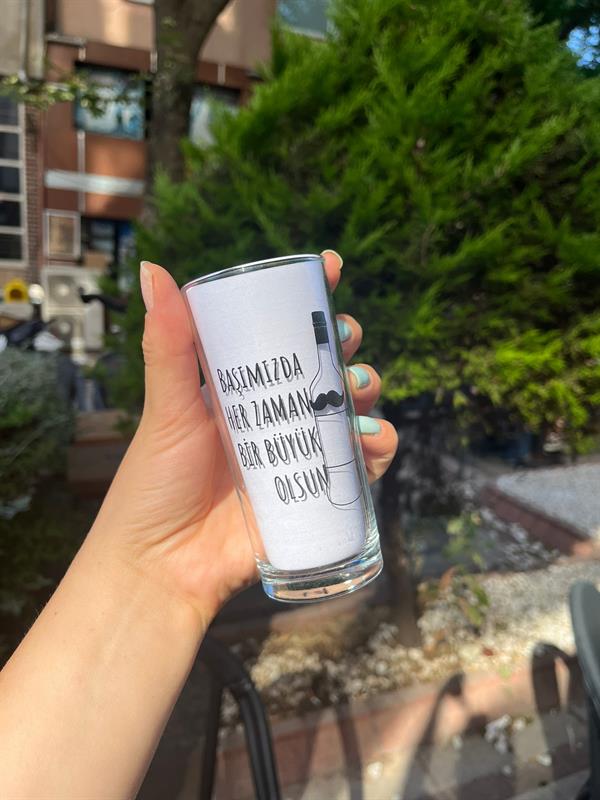 BAŞIMIZDA
HER ZAMAN
BİR BÜYÜK
OLSUN